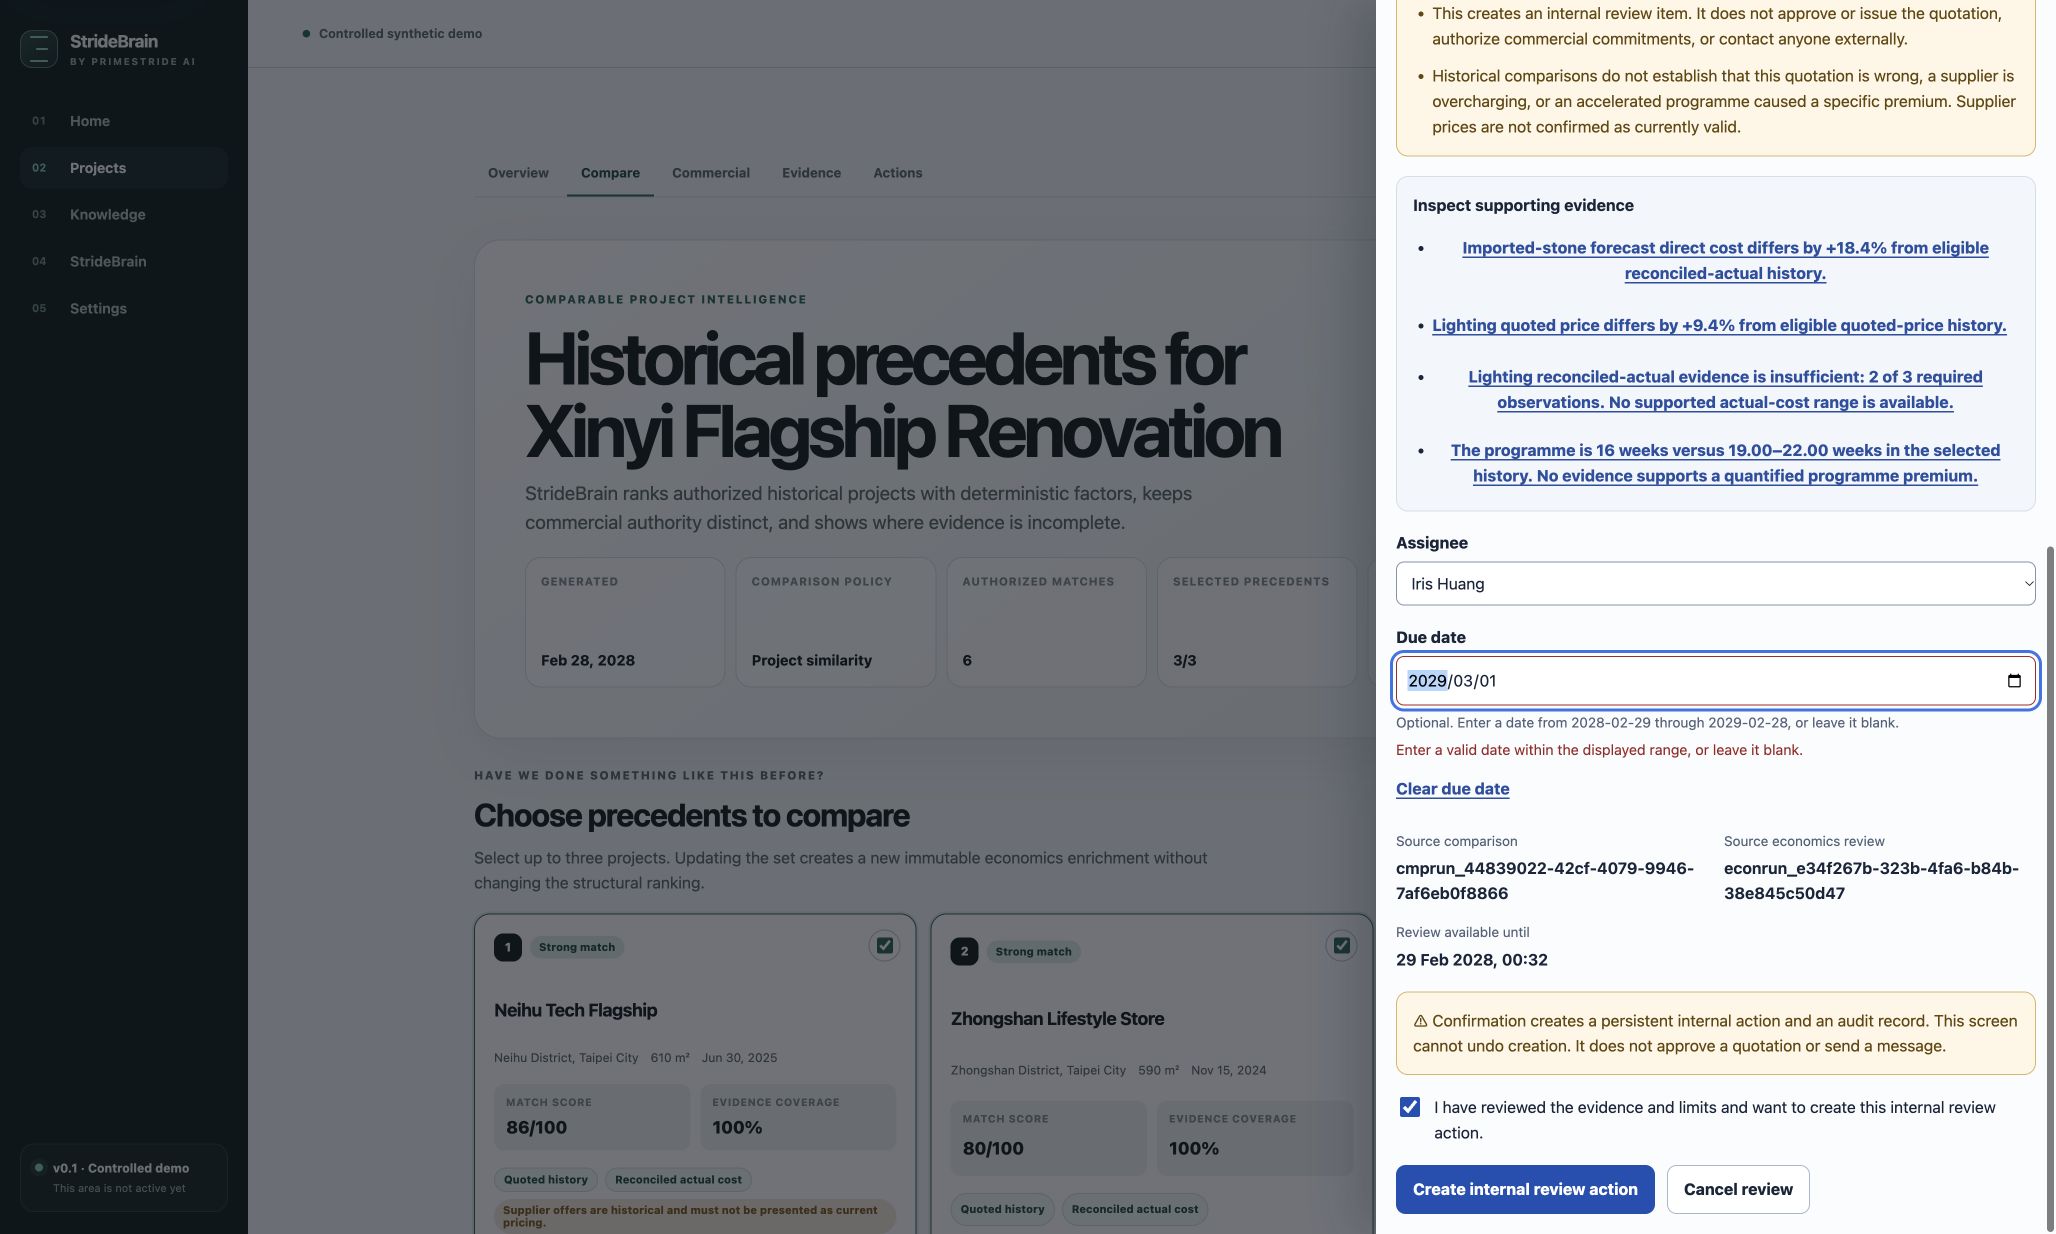 StrideBrain
BY PRIMESTRIDE AI
01 Home
02 Projects
03 Knowledge
04 StrideBrain
05 Settings
v0.1 · Controlled demo
This area is not active yet
Controlled synthetic demo
Overview Compare Commercial Evidence Actions
COMPARABLE PROJECT INTELLIGENCE
Historical precedents for
Xinyi Flagship Renovation
StrideBrain ranks authorized historical projects with deterministic factors, keeps
commercial authority distinct, and shows where evidence is incomplete.
GENERATED
Feb 28, 2028
COMPARISON POLICY
Project similarity
AUTHORIZED MATCHES
6
SELECTED PRECEDENTS
3/3
HAVE WE DONE SOMETHING LIKE THIS BEFORE?
Choose precedents to compare
Select up to three projects. Updating the set creates a new immutable economics enrichment without
changing the structural ranking.
1 Strong match
Neihu Tech Flagship
Neihu District, Taipei City 610 m² Jun 30, 2025
MATCH SCORE
86/100
EVIDENCE COVERAGE
100%
Quoted history Reconciled actual cost
Supplier offers are historical and must not be presented as current
pricing.
2 Strong match
Zhongshan Lifestyle Store
Zhongshan District, Taipei City 590 m² Nov 15, 2024
MATCH SCORE
80/100
EVIDENCE COVERAGE
100%
Quoted history Reconciled actual cost
• This creates an internal review item. It does not approve or issue the quotation,
authorize commercial commitments, or contact anyone externally.
• Historical comparisons do not establish that this quotation is wrong, a supplier is
overcharging, or an accelerated programme caused a specific premium. Supplier
prices are not confirmed as currently valid.
Inspect supporting evidence
• Imported-stone forecast direct cost differs by +18.4% from eligible
reconciled-actual history.
• Lighting quoted price differs by +9.4% from eligible quoted-price history.
• Lighting reconciled-actual evidence is insufficient: 2 of 3 required
observations. No supported actual-cost range is available.
• The programme is 16 weeks versus 19.00–22.00 weeks in the selected
history. No evidence supports a quantified programme premium.
Assignee
Iris Huang
Due date
2029/03/01
Optional. Enter a date from 2028-02-29 through 2029-02-28, or leave it blank.
Enter a valid date within the displayed range, or leave it blank.
Clear due date
Source comparison
cmprun_44839022-42cf-4079-9946-
7af6eb0f8866
Source economics review
econrun_e34f267b-323b-4fa6-b84b-
38e845c50d47
Review available until
29 Feb 2028, 00:32
⚠ Confirmation creates a persistent internal action and an audit record. This screen
cannot undo creation. It does not approve a quotation or send a message.
I have reviewed the evidence and limits and want to create this internal review
action.
Create internal review action
Cancel review